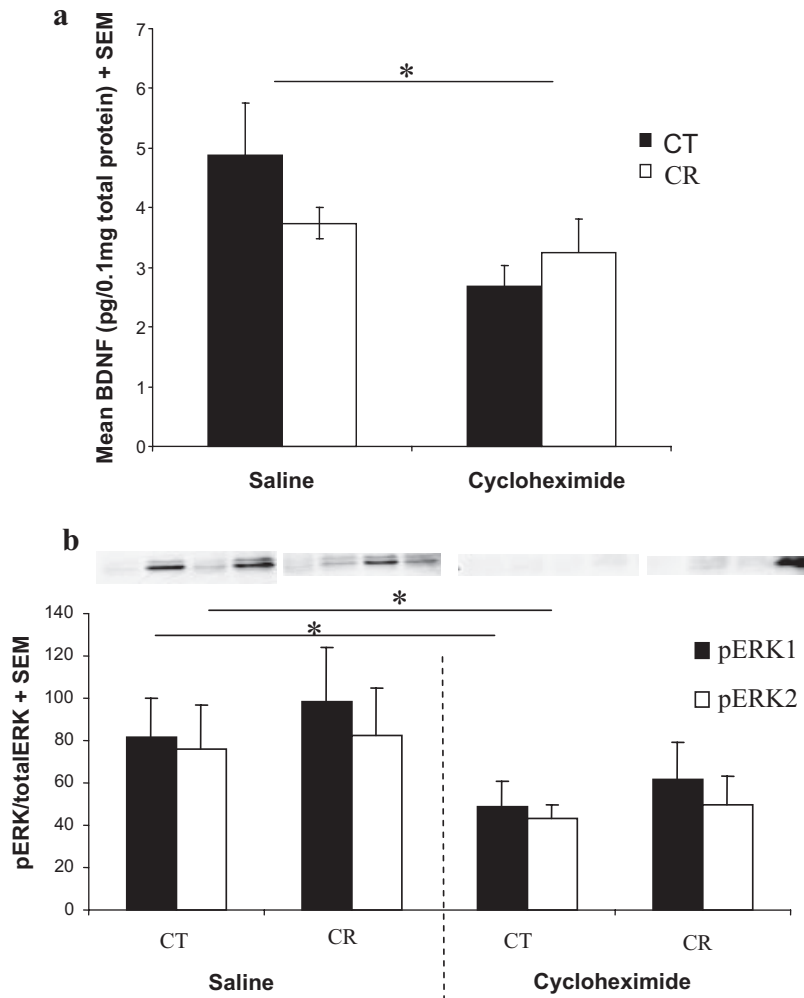 a
Mean BDNF (pg/0.1mg total protein) + SEM
7
6
5
4
3
2
1
0
*
CT
CR
Saline Cycloheximide
b
pERK/totalERK + SEM
140
120
100
80
60
40
20
0
*
*
pERK1
pERK2
CT CR CT CR
Saline Cycloheximide